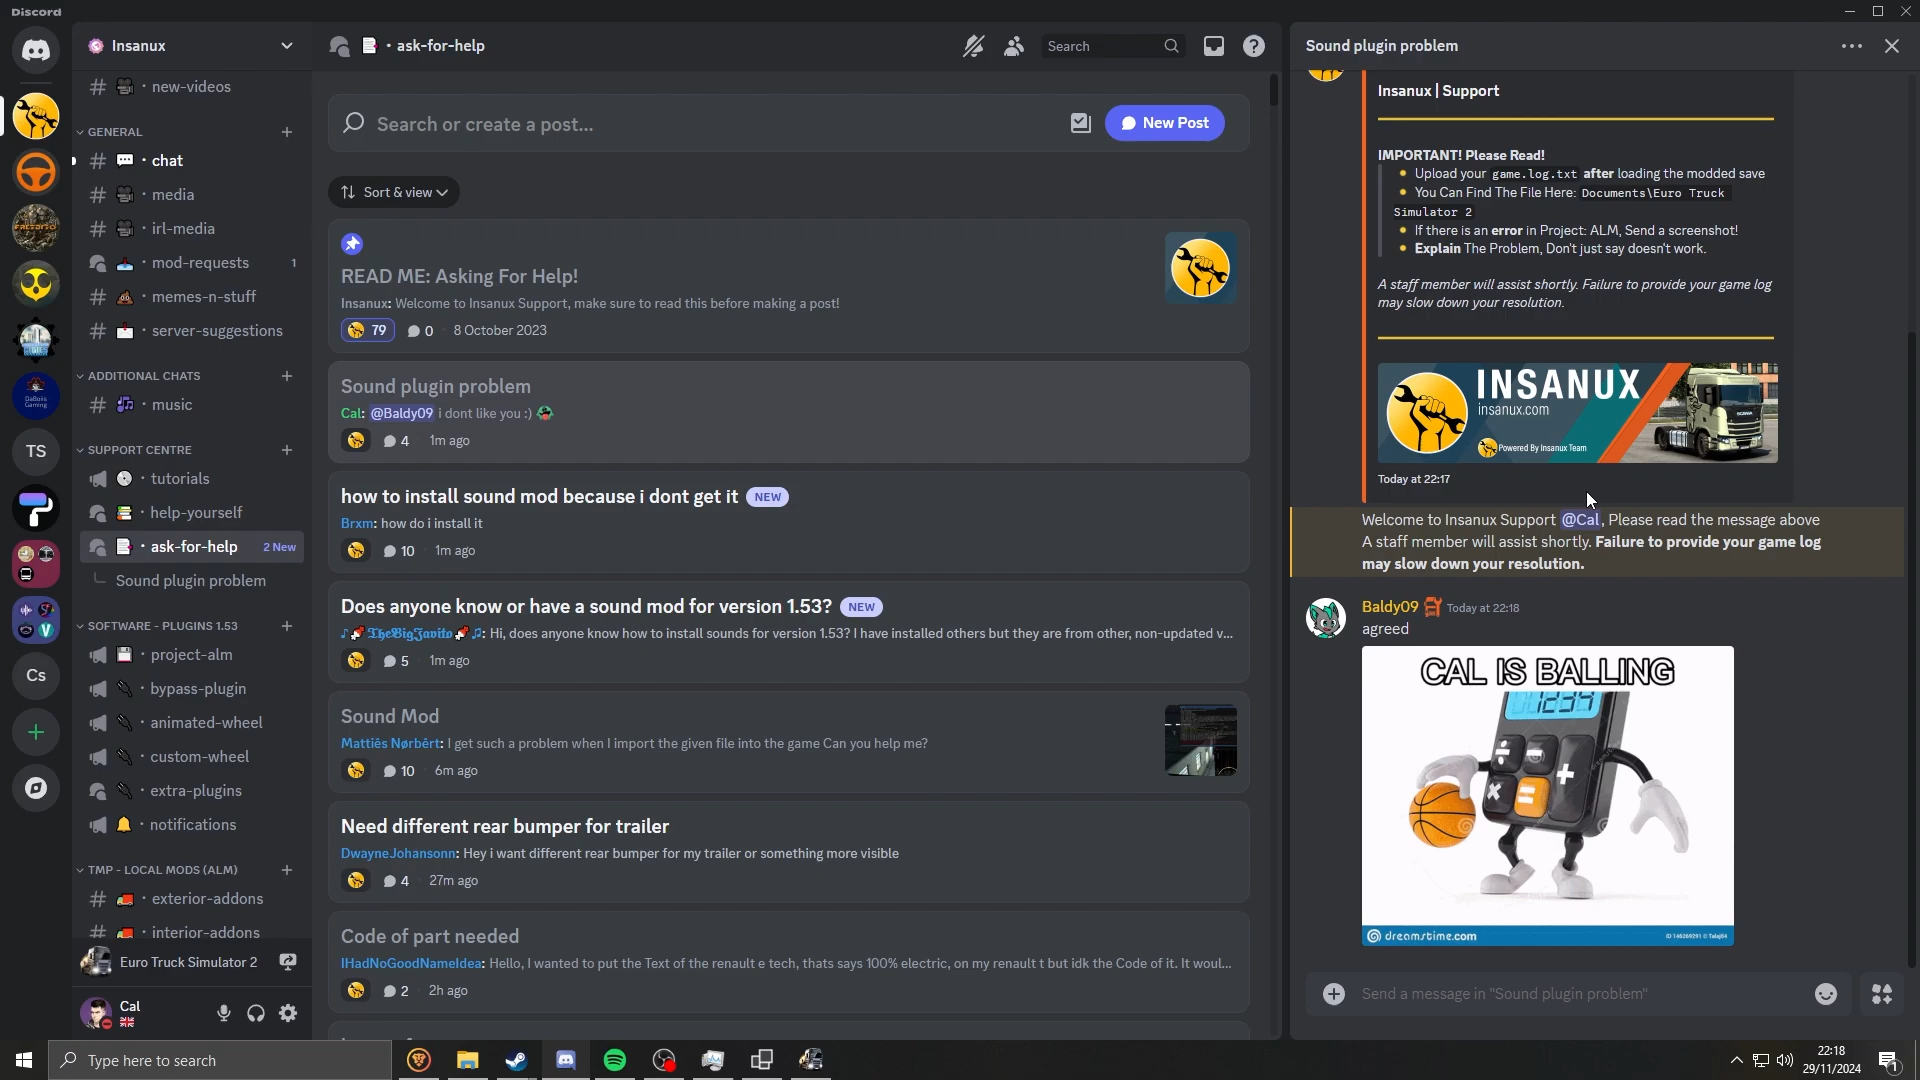 Discord
Insanux
new-videos
GENERAL
chat
media
irl-media
mod-requests 1
memes-n-stuff
server-suggestions
ADDITIONAL CHATS
music
SUPPORT CENTRE
tutorials
help-yourself
ask-for-help 2 New
Sound plugin problem
SOFTWARE - PLUGINS 1.53
project-alm
bypass-plugin
animated-wheel
custom-wheel
extra-plugins
notifications
TMP - LOCAL MODS (ALM)
exterior-addons
interior-addons
Euro Truck Simulator 2
Cal
TS
Cs
DaBoiis
Gaming
ask-for-help
Search
Search or create a post...
New Post
Sort & view
READ ME: Asking For Help!
Insanux: Welcome to Insanux Support, make sure to read this before making a post!
79 0 8 October 2023
Sound plugin problem
Cal: @Baldy09 i dont like you :)
4 1m ago
how to install sound mod because i dont get it NEW
Brxm: how do i install it
10 1m ago
Does anyone know or have a sound mod for version 1.53? NEW
♪ 𝕿𝖍𝖊𝕭𝖎𝖌𝕵𝖆𝖛𝖎𝖙𝖔 ♫: Hi, does anyone know how to install sounds for version 1.53? I have installed others but they are from other, non-updated v...
5 1m ago
Sound Mod
Mattiês Nørbêrt: I get such a problem when I import the given file into the game Can you help me?
10 6m ago
Need different rear bumper for trailer
DwayneJohansonn: Hey i want different rear bumper for my trailer or something more visible
4 27m ago
Code of part needed
IHadNoGoodNameIdea: Hello, I wanted to put the Text of the renault e tech, thats says 100% electric, on my renault t but idk the Code of it. It woul...
2 2h ago
Sound plugin problem
Insanux | Support
IMPORTANT! Please Read!
Upload your game.log.txt after loading the modded save
You Can Find The File Here: Documents\Euro Truck
Simulator 2
If there is an error in Project: ALM, Send a screenshot!
Explain The Problem, Don't just say doesn't work.
A staff member will assist shortly. Failure to provide your game log
may slow down your resolution.
INSANUX
insanux.com
Powered By Insanux Team
Today at 22:17
Welcome to Insanux Support @Cal, Please read the message above
A staff member will assist shortly. Failure to provide your game log
may slow down your resolution.
Baldy09 Today at 22:18
agreed
CAL IS BALLING
1234
dreamstime.com
Send a message in "Sound plugin problem"
Type here to search
22:18
29/11/2024
1